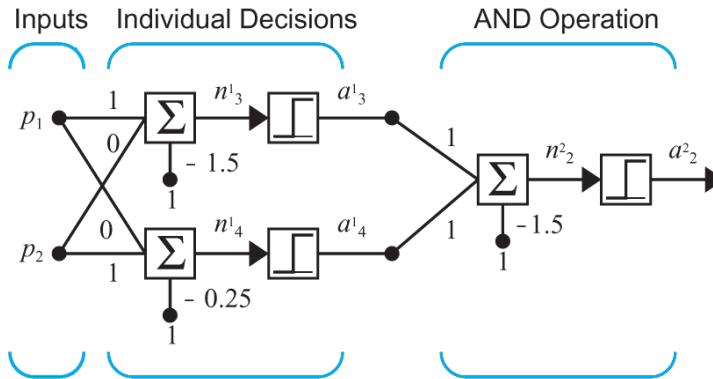 Inputs Individual Decisions AND Operation
p1 1 n¹3 a¹3
0 - 1.5 1 n²2 a²2
Σ Σ Σ
1
0 n¹4 a¹4 1 - 1.5
p2 1 1
- 0.25
1